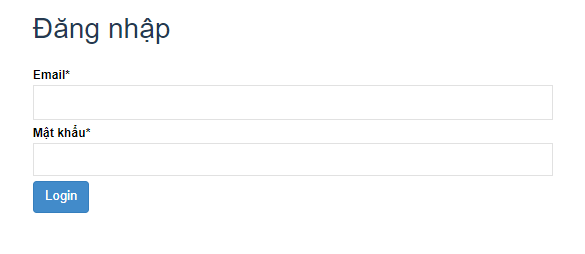 Đăng nhập
Email*
Mật khẩu*
Login